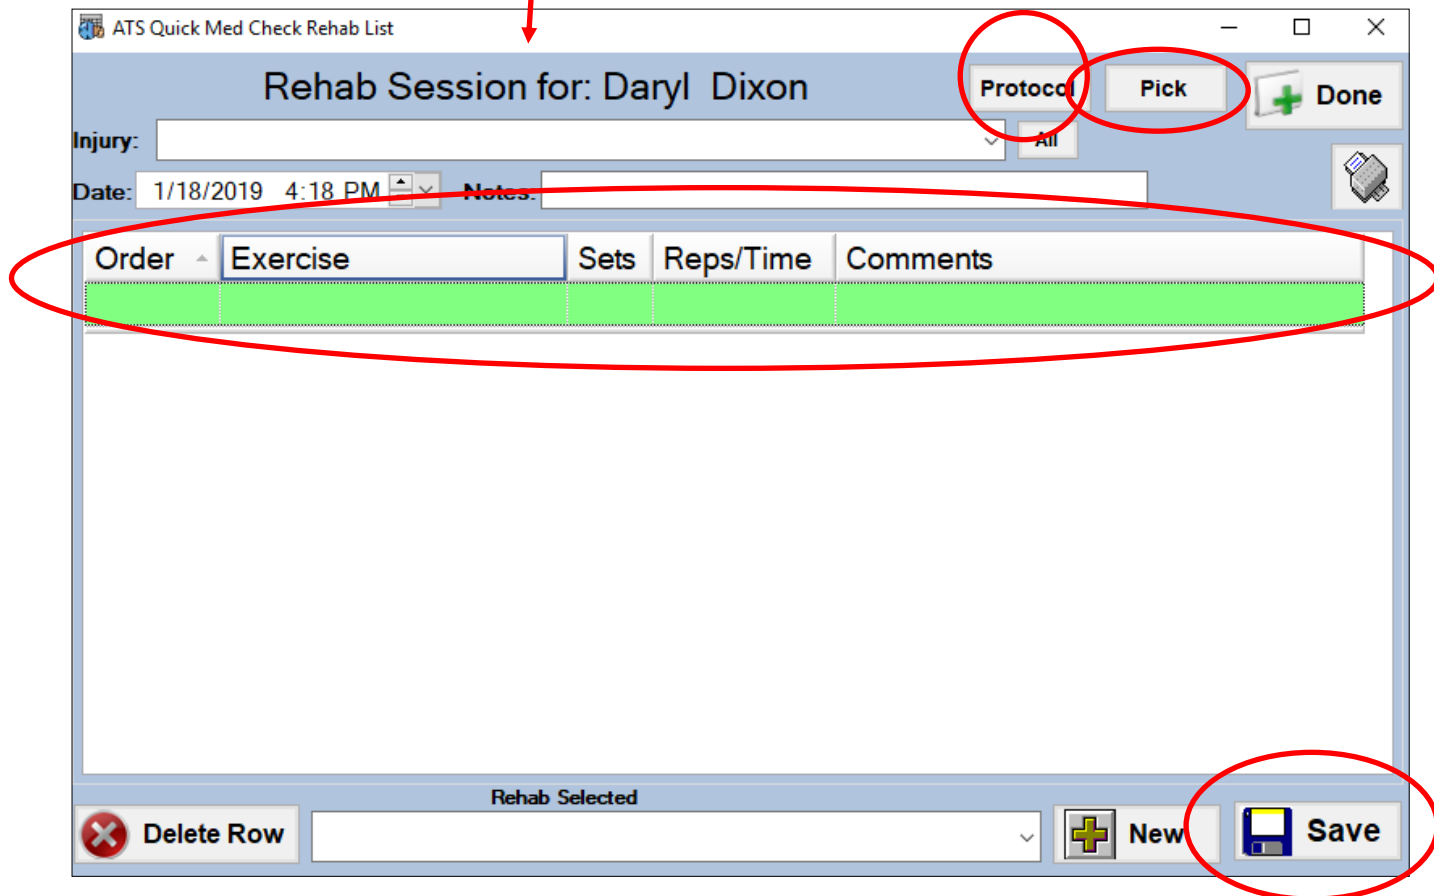 ATS Quick Med Check Rehab List
Rehab Session for: Daryl Dixon
Protocol
Pick
Done
Injury:
All
Date: 1/18/2019 4:18 PM
Notes:
Order Exercise Sets Reps/Time Comments
Rehab Selected
Delete Row
New
Save